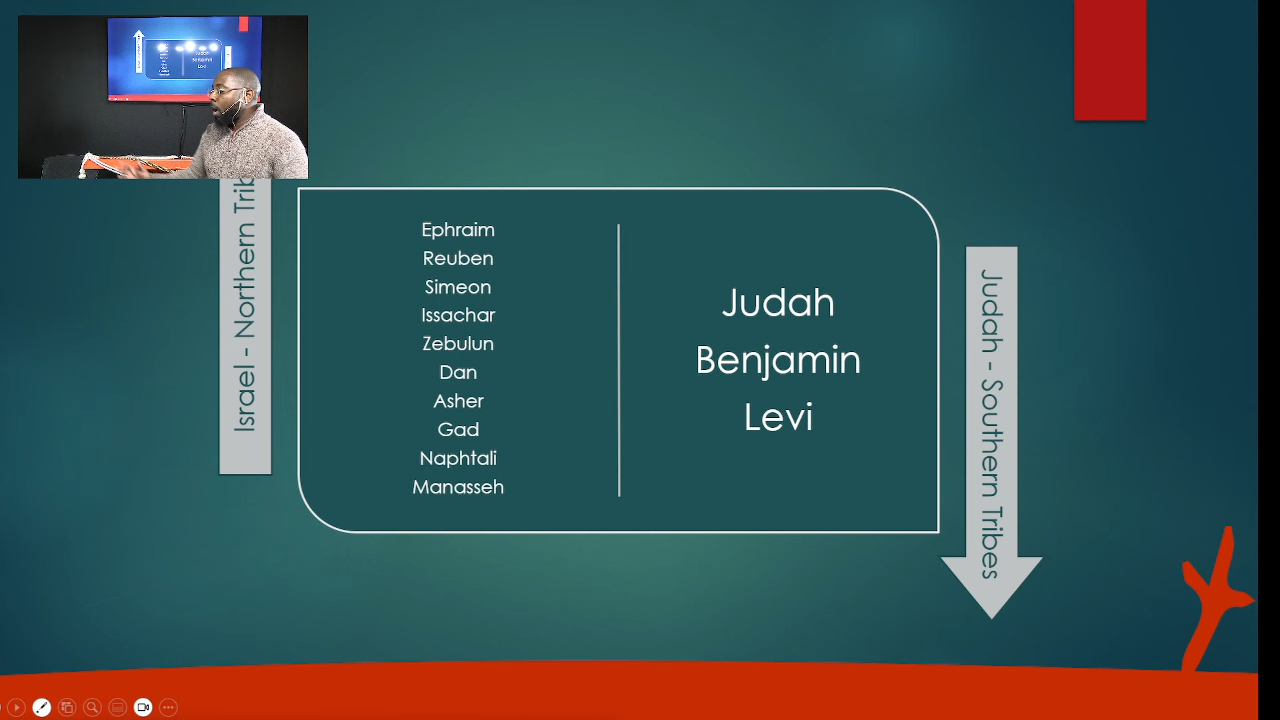 Israel - Northern Trib
Ephraim
Reuben
Simeon
Issachar
Zebulun
Dan
Asher
Gad
Naphtali
Manasseh
Judah
Benjamin
Levi
Judah - Southern Tribes